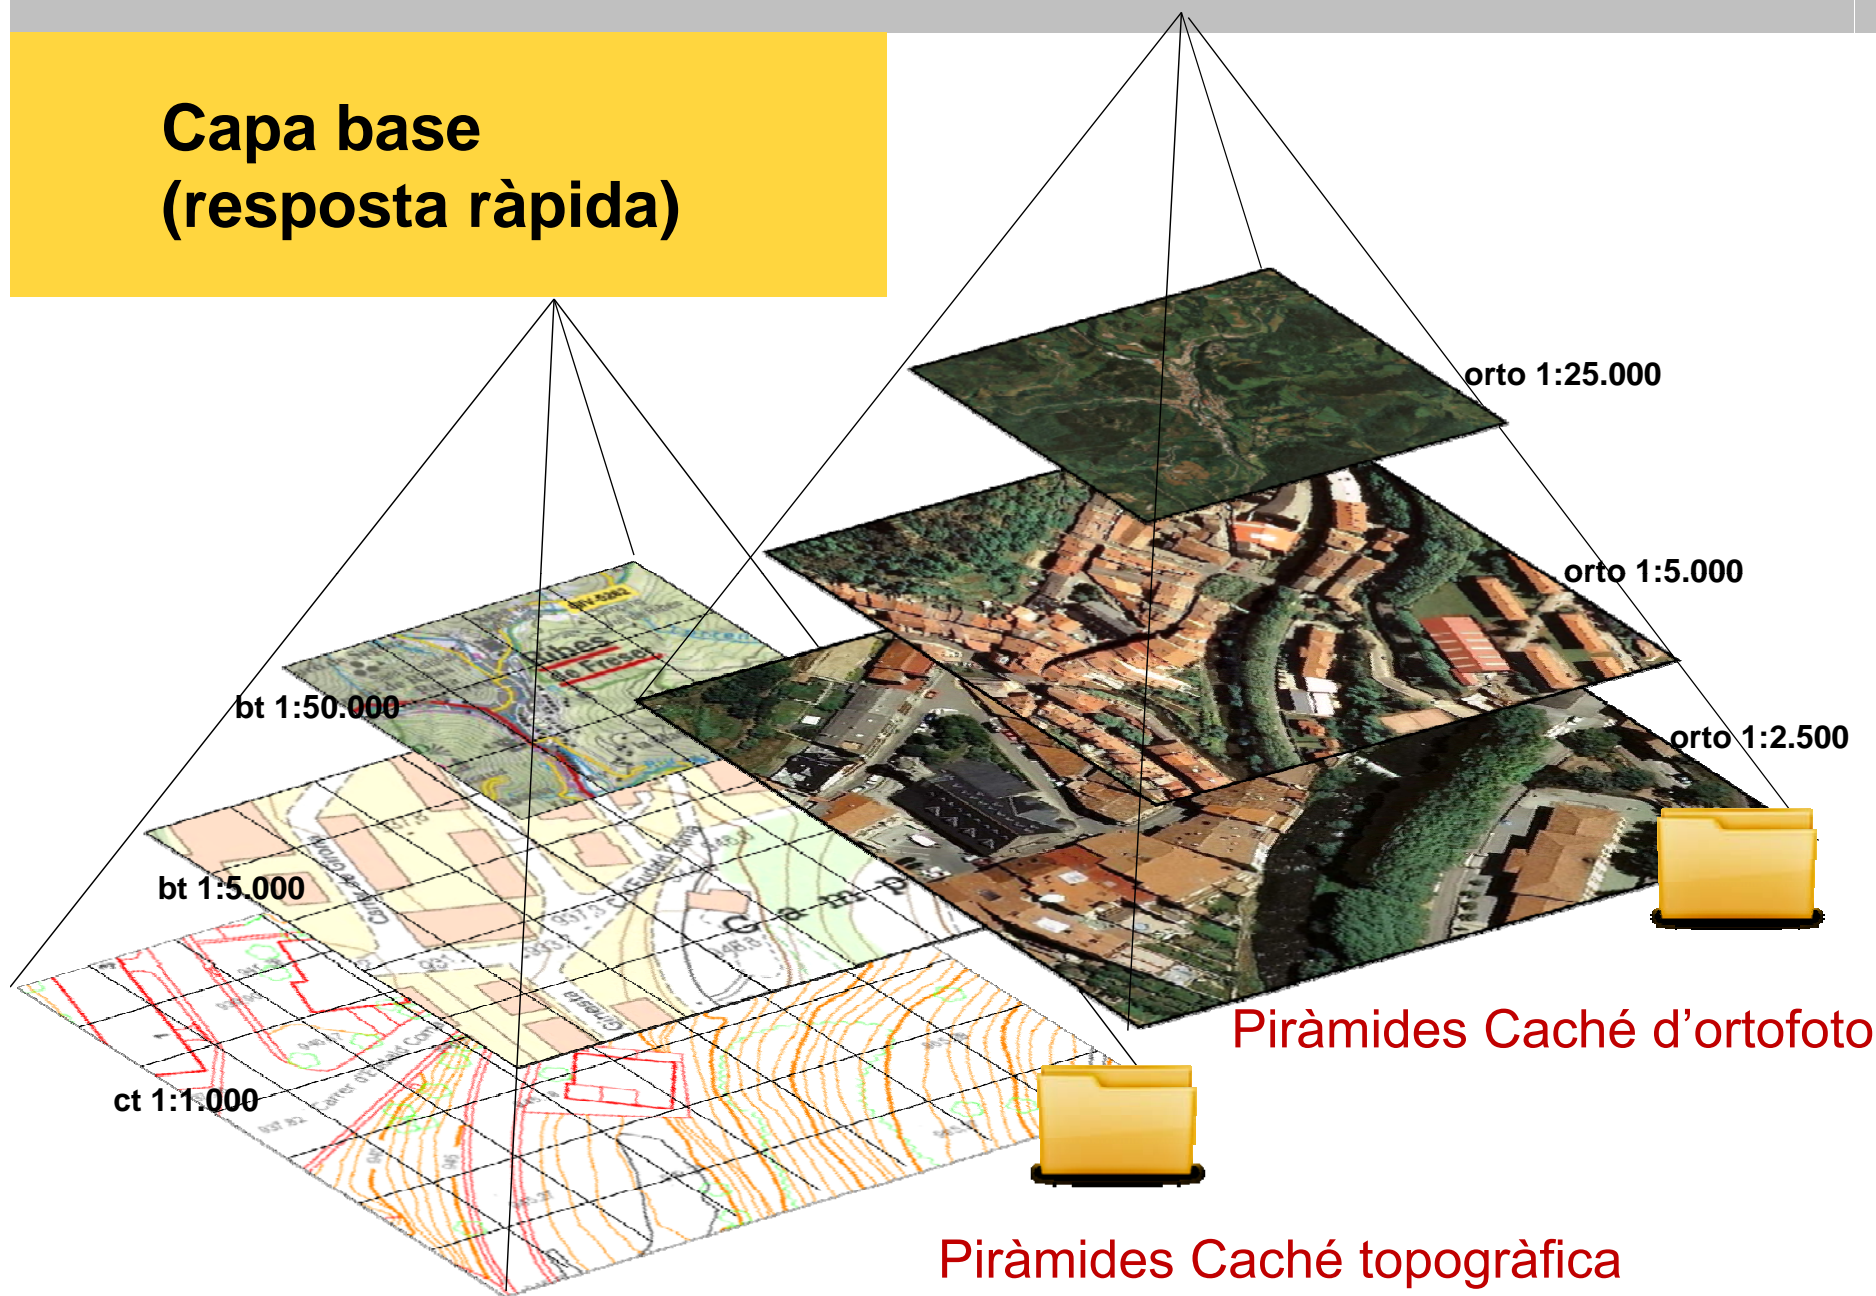 Capa base
(resposta ràpida)
orto 1:25.000
orto 1:5.000
orto 1:2.500
bt 1:50.000
bt 1:5.000
ct 1:1.000
Piràmides Caché d’ortofoto
Piràmides Caché topogràfica